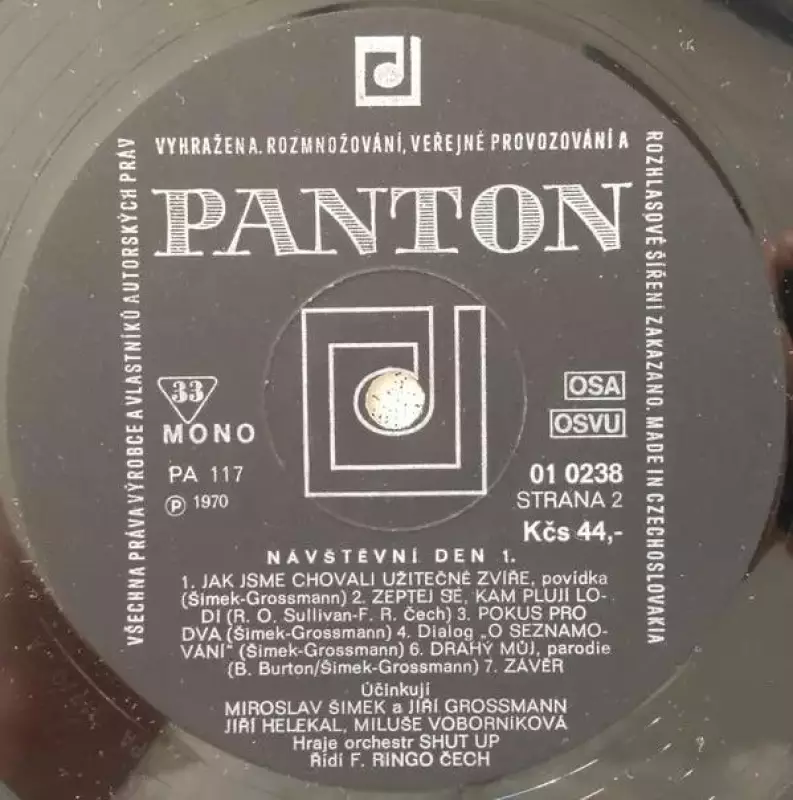 VŠECHNA PRÁVA VÝROBCE A VLASTNÍKŮ AUTORSKÝCH PRÁV
VYHRAŽENA. ROZMNOŽOVÁNÍ, VEŘEJNÉ PROVOZOVÁNÍ A
ROZHLASOVÉ ŠÍŘENÍ ZAKÁZÁNO. MADE IN CZECHOSLOVAKIA
PANTON
33
MONO
PA 117
Ⓟ 1970
OSA
OSVU
01 0238
STRANA 2
Kčs 44,-
NÁVŠTĚVNÍ DEN 1.
1. JAK JSME CHOVALI UŽITEČNÉ ZVÍŘE, povídka
(Šimek-Grossmann) 2. ZEPTEJ SE, KAM PLUJÍ LO-
DI (R. O. Sullivan-F. R. Čech) 3. POKUS PRO
DVA (Šimek-Grossmann) 4. Dialog „O SEZNAMO-
VÁNÍ" (Šimek-Grossmann) 6. DRAHÝ MŮJ, parodie
(B. Burton/Šimek-Grossmann) 7. ZÁVĚR
Účinkují
MIROSLAV ŠIMEK a JIŘÍ GROSSMANN
JIŘÍ HELEKAL, MILUŠE VOBORNÍKOVÁ
Hraje orchestr SHUT UP
Řídí F. RINGO ČECH